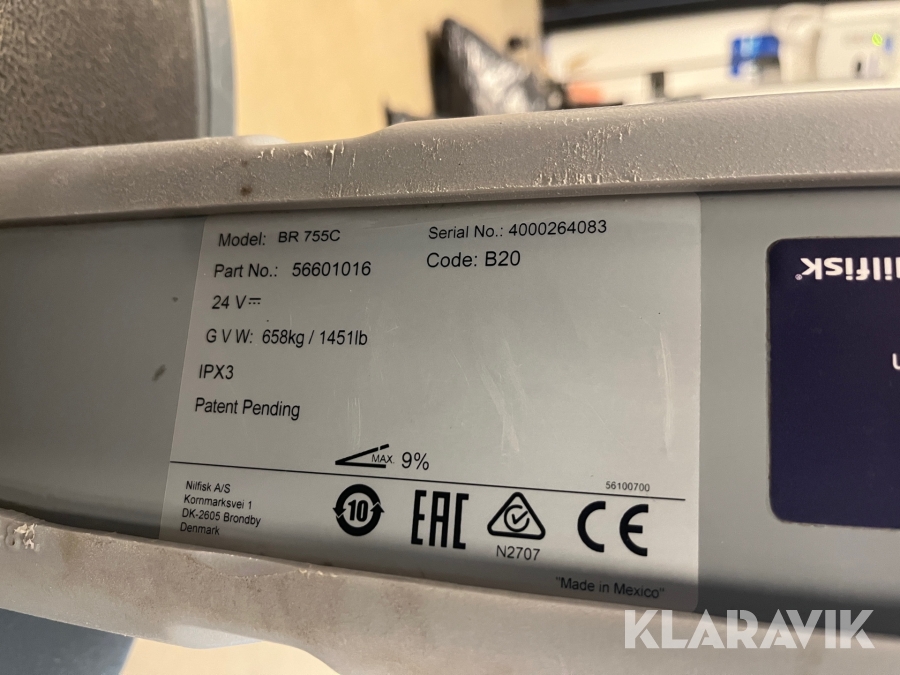 Model: BR 755C
Serial No.: 4000264083
Part No.: 56601016
Code: B20
24 V
G V W: 658kg / 1451lb
IPX3
Patent Pending
MAX. 9%
56100700
Nilfisk A/S
Kornmarksvej 1
DK-2605 Brondby
Denmark
10
EAC
N2707
CE
"Made in Mexico"
Nilfisk
KLARAVIK